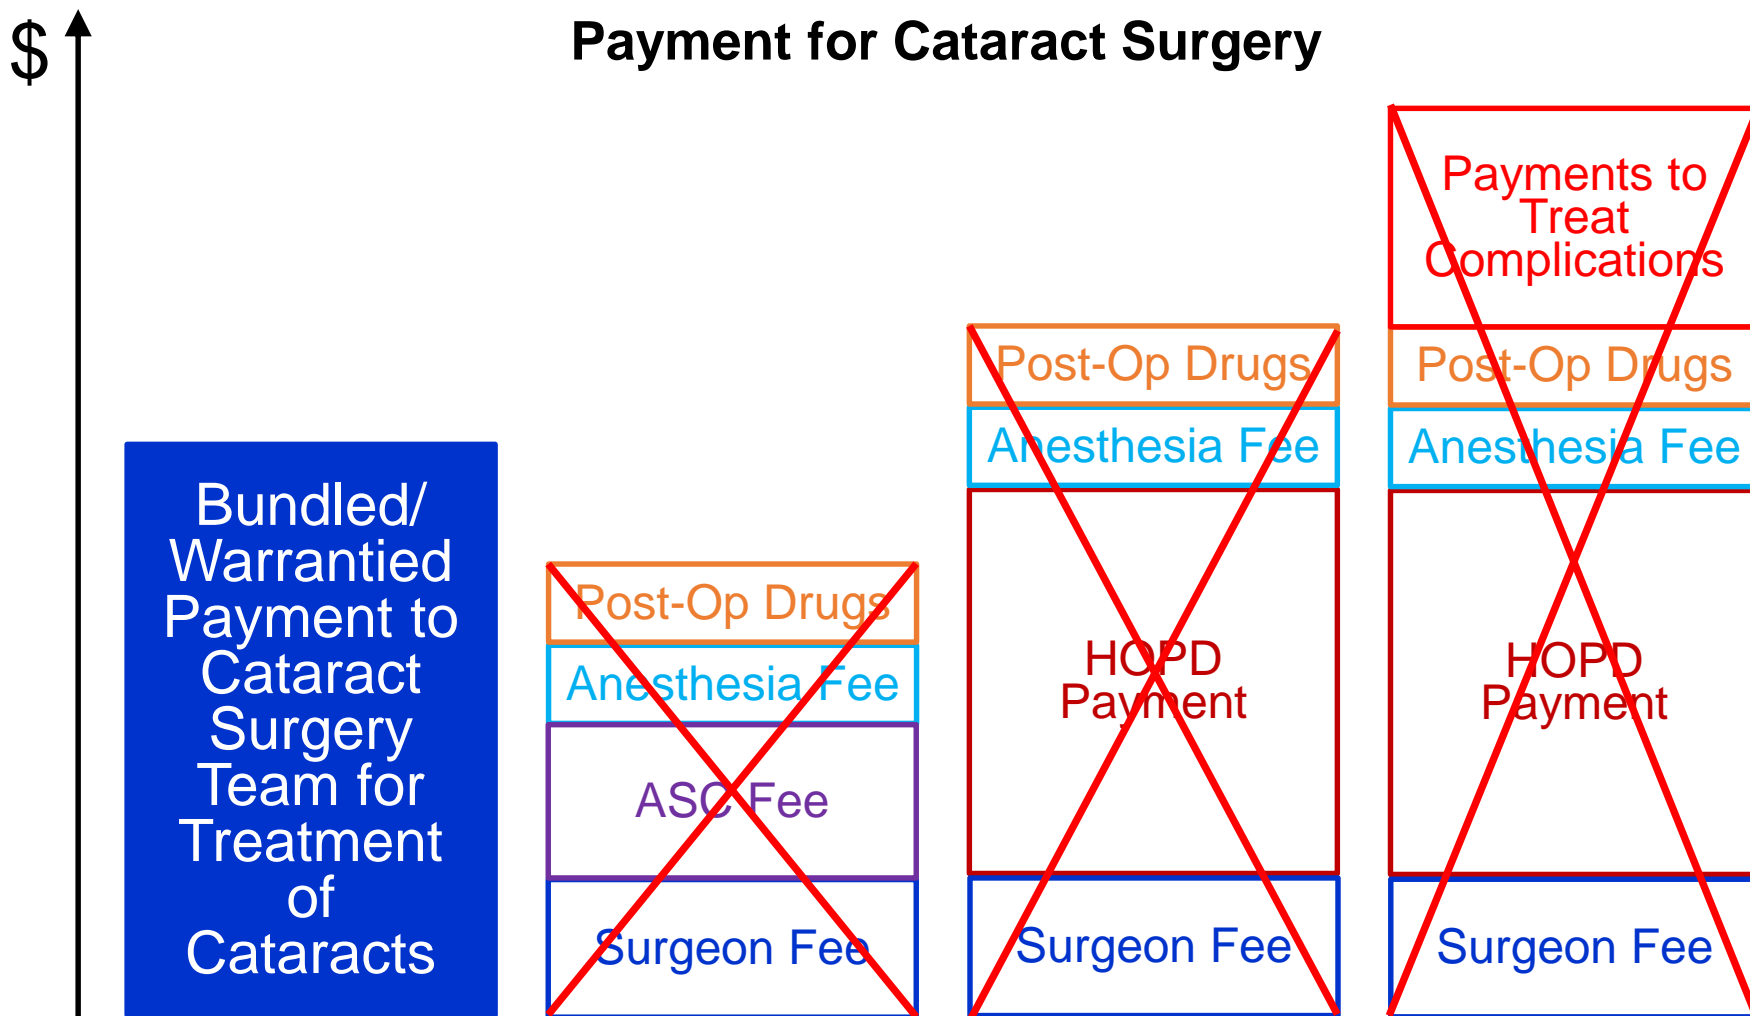 $
Payment for Cataract Surgery
Bundled/
Warrantied
Payment to
Cataract
Surgery
Team for
Treatment
of
Cataracts
Post-Op Drugs
Anesthesia Fee
ASC Fee
Surgeon Fee
Post-Op Drugs
Anesthesia Fee
HOPD
Payment
Surgeon Fee
Payments to
Treat
Complications
Post-Op Drugs
Anesthesia Fee
HOPD
Payment
Surgeon Fee